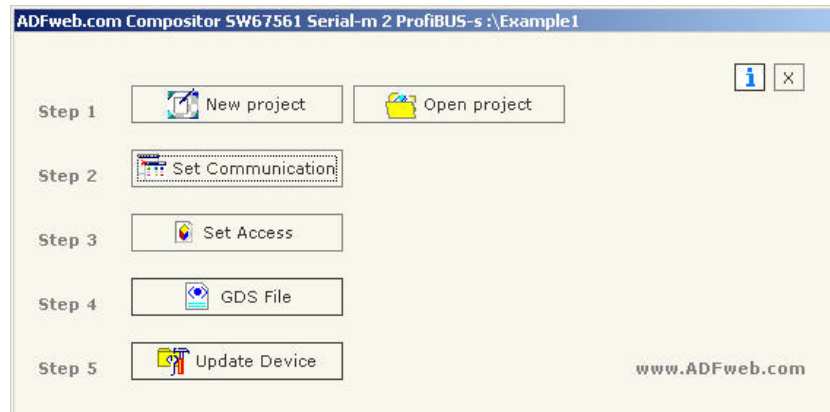 ADFweb.com Compositor SW67561 Serial-m 2 ProfiBUS-s :\Example1
i X
Step 1 New project Open project
Step 2 Set Communication
Step 3 Set Access
Step 4 GDS File
Step 5 Update Device
www.ADFweb.com